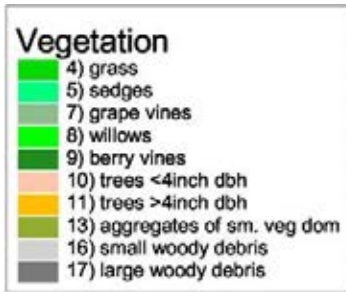 Vegetation
4) grass
5) sedges
7) grape vines
8) willows
9) berry vines
10) trees <4inch dbh
11) trees >4inch dbh
13) aggregates of sm. veg dom
16) small woody debris
17) large woody debris